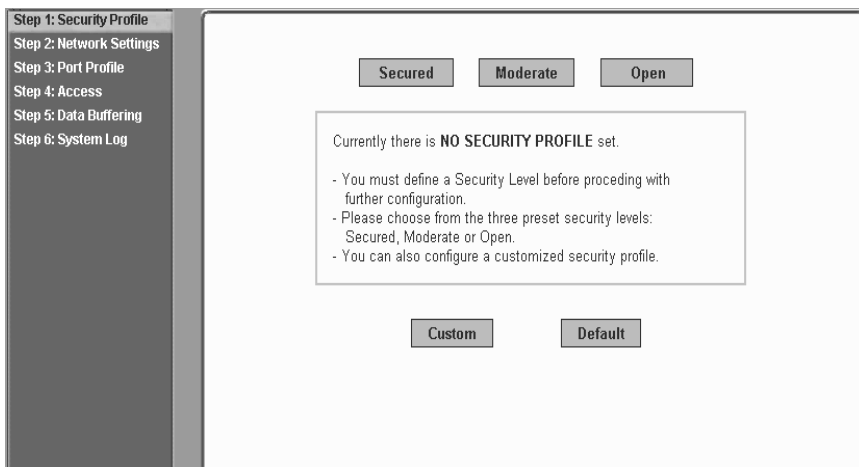 Step 1: Security Profile
Step 2: Network Settings
Step 3: Port Profile
Step 4: Access
Step 5: Data Buffering
Step 6: System Log
Secured
Moderate
Open
Currently there is NO SECURITY PROFILE set.
- You must define a Security Level before proceding with
further configuration.
- Please choose from the three preset security levels:
Secured, Moderate or Open.
- You can also configure a customized security profile.
Custom
Default